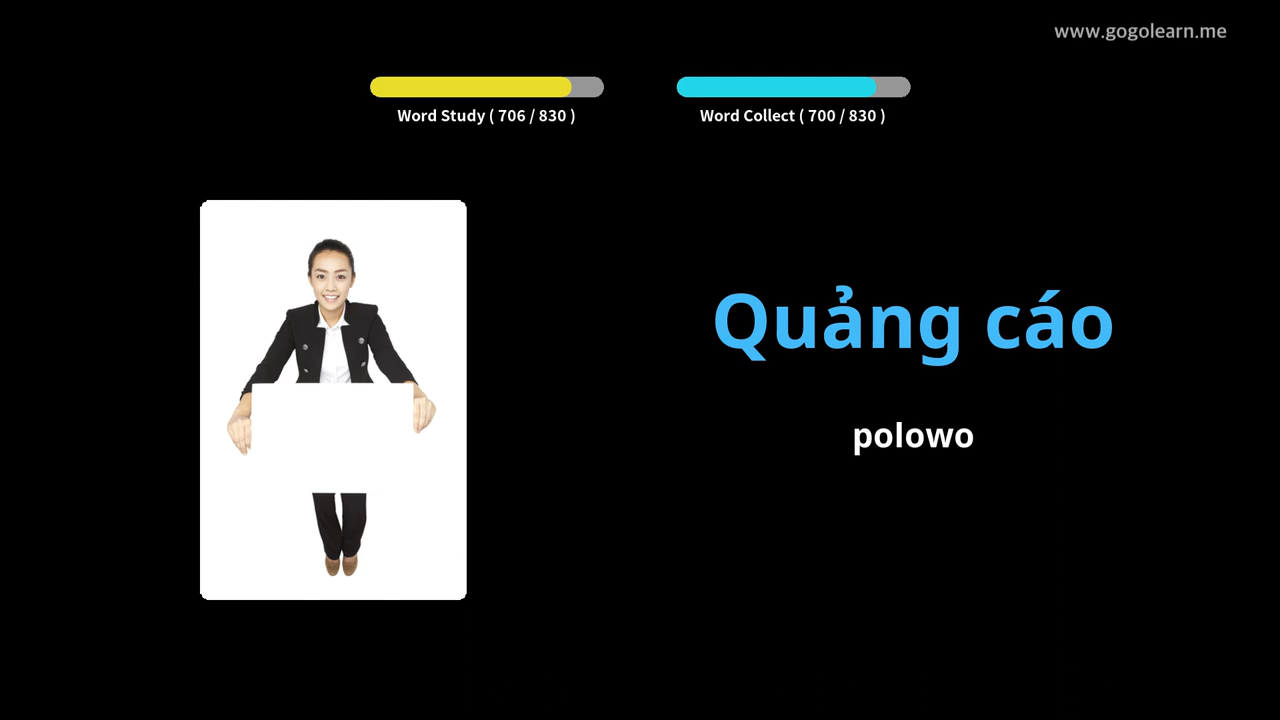 www.gogolearn.me
Word Study ( 706 / 830 )
Word Collect ( 700 / 830 )
Quảng cáo
polowo